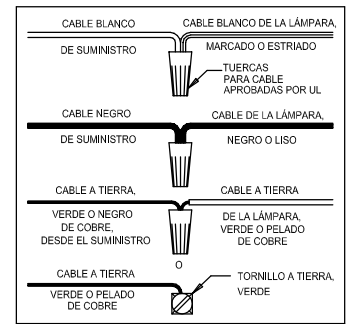 CABLE BLANCO
CABLE BLANCO DE LA LÁMPARA,
DE SUMINISTRO
MARCADO O ESTRIADO
TUERCAS
PARA CABLE
APROBADAS POR UL
CABLE NEGRO
CABLE DE LA LÁMPARA,
DE SUMINISTRO
NEGRO O LISO
CABLE A TIERRA,
CABLE A TIERRA
VERDE O NEGRO
DE COBRE,
DESDE EL SUMINISTRO
DE LA LÁMPARA,
VERDE O PELADO
DE COBRE
O
CABLE A TIERRA
VERDE O PELADO
DE COBRE
TORNILLO A TIERRA,
VERDE